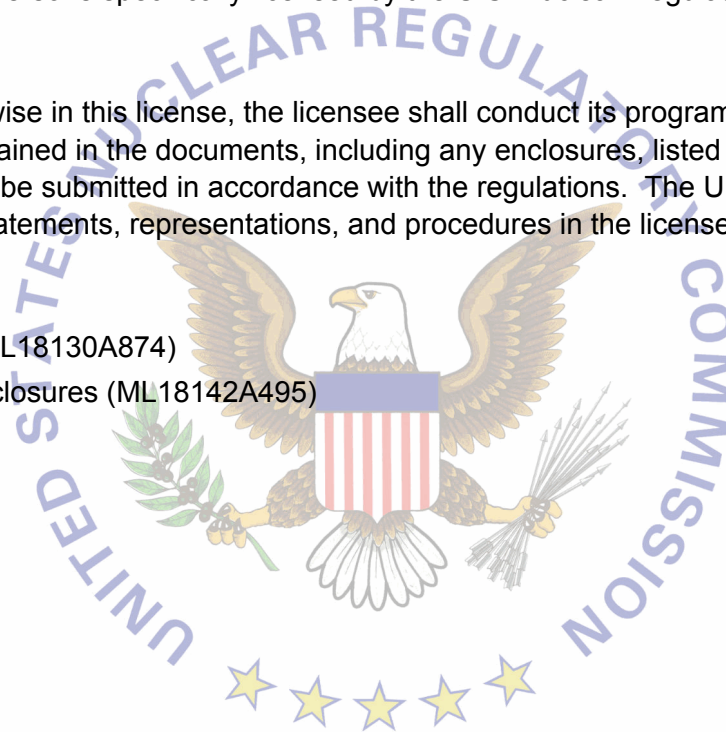 UNITED STATES NUCLEAR REGULATORY COMMISSION
wise in this license, the licensee shall conduct its program
ained in the documents, including any enclosures, listed
be submitted in accordance with the regulations. The U
atements, representations, and procedures in the license
L18130A874)
closures (ML18142A495)